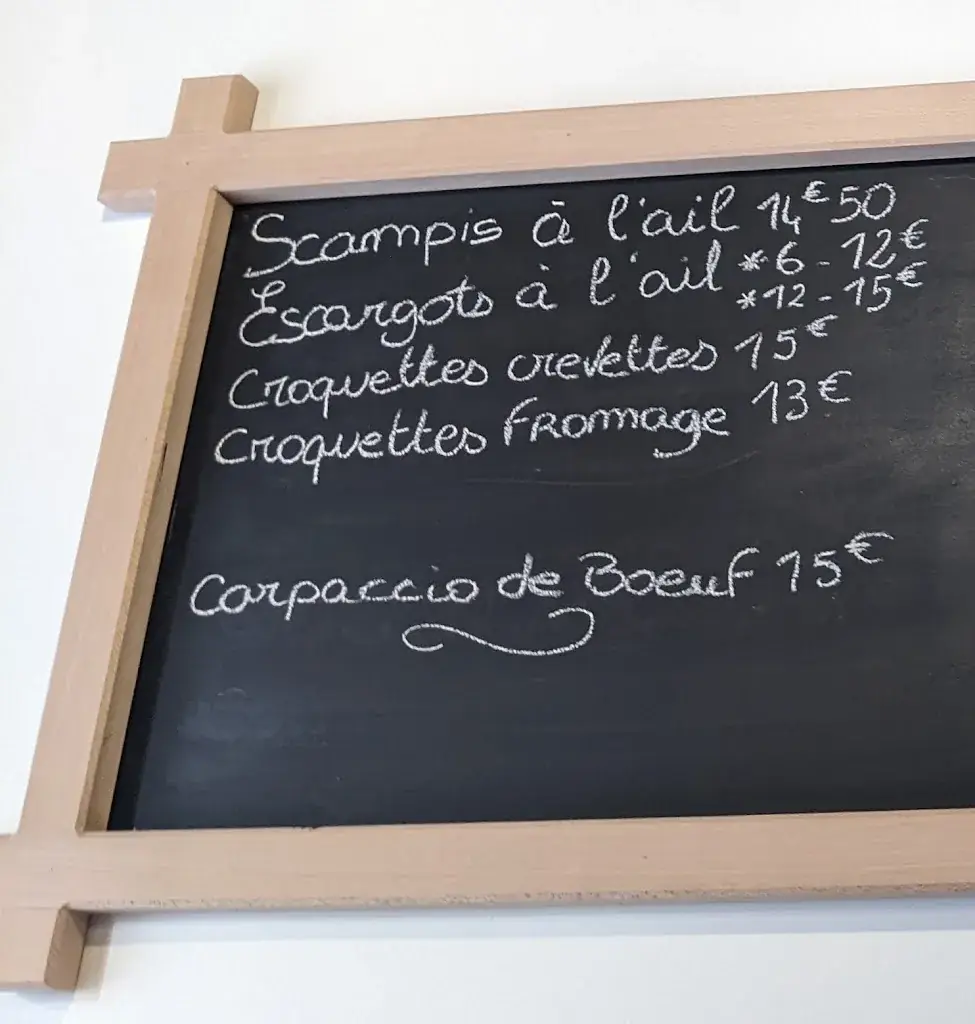 Scampis à l'ail 14€50
Escargots à l'ail *6 - 12€
*12 - 15€
Croquettes crevettes 15€
Croquettes fromage 13€
Carpaccio de Boeuf 15€